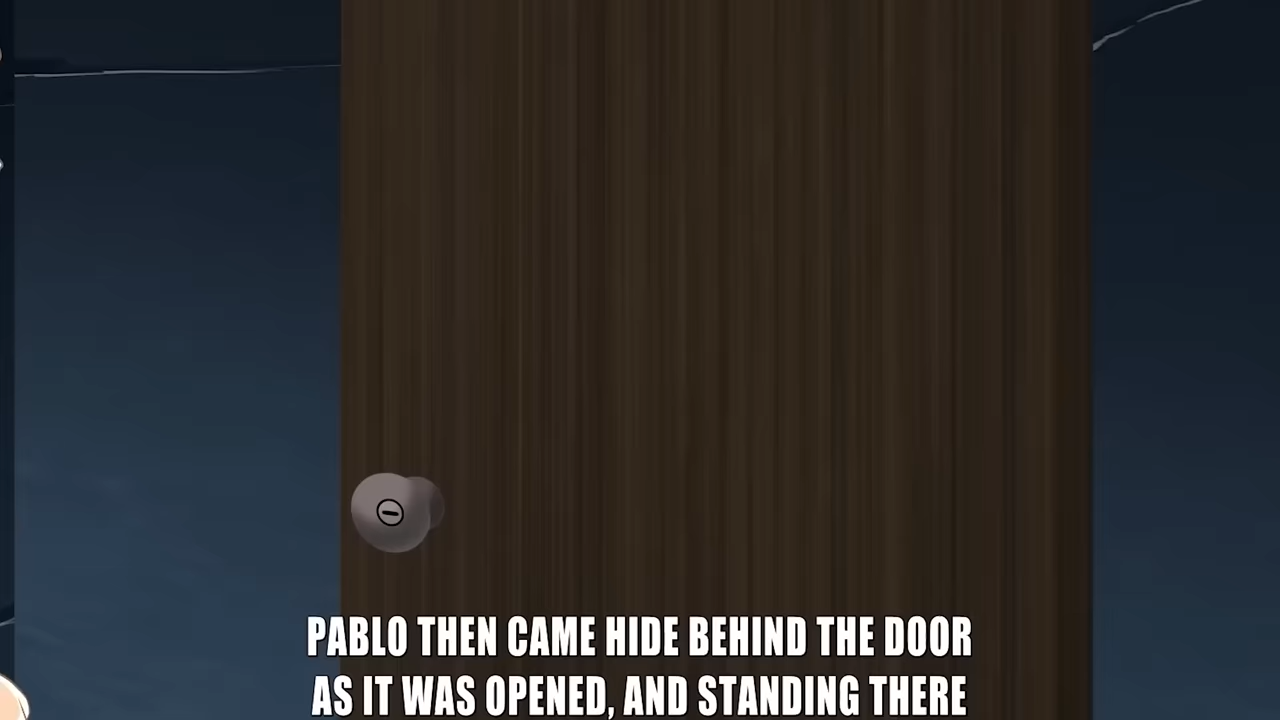 PABLO THEN CAME HIDE BEHIND THE DOOR
AS IT WAS OPENED, AND STANDING THERE